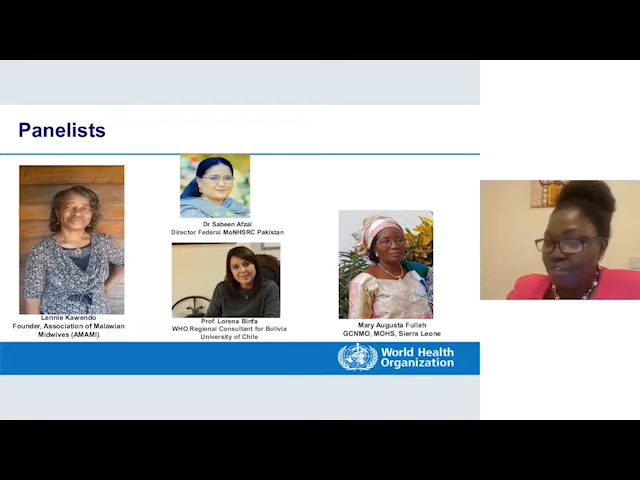 Panelists
Lennie Kawendo
Founder, Association of Malawian
Midwives (AMAMI)
Dr Sabeen Afzal
Director Federal MoNHSRC Pakistan
Prof. Lorena Binfa
WHO Regional Consultant for Bolivia
University of Chile
Mary Augusta Fullah
GCNMO, MOHS, Sierra Leone
World Health
Organization